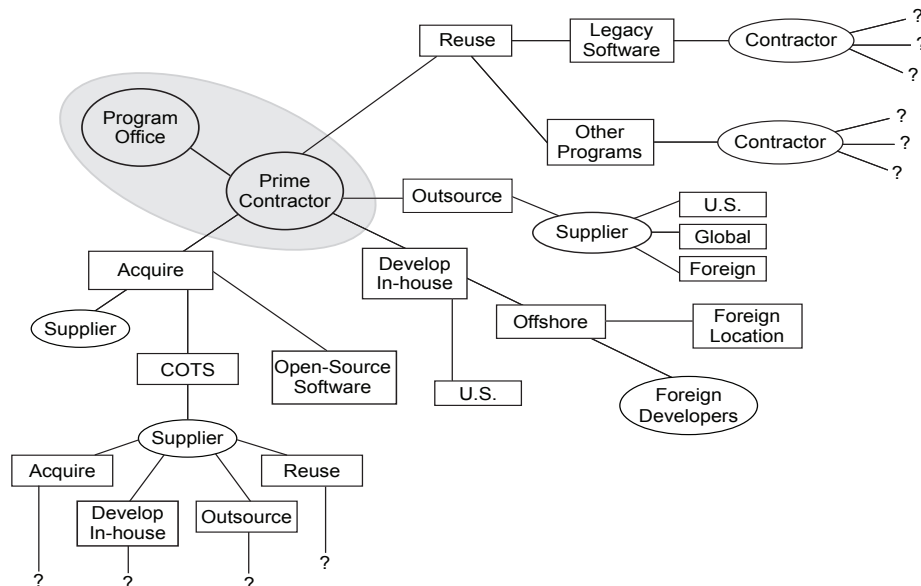 Reuse
Legacy
Software
Contractor
?
?
?
Program
Office
Other
Programs
Contractor
?
?
?
Prime
Contractor
Outsource
Supplier
U.S.
Global
Foreign
Acquire
Develop
In-house
Supplier
Offshore
Foreign
Location
COTS
Open-Source
Software
U.S.
Foreign
Developers
Supplier
Acquire
Reuse
Develop
In-house
Outsource
?
?
?
?